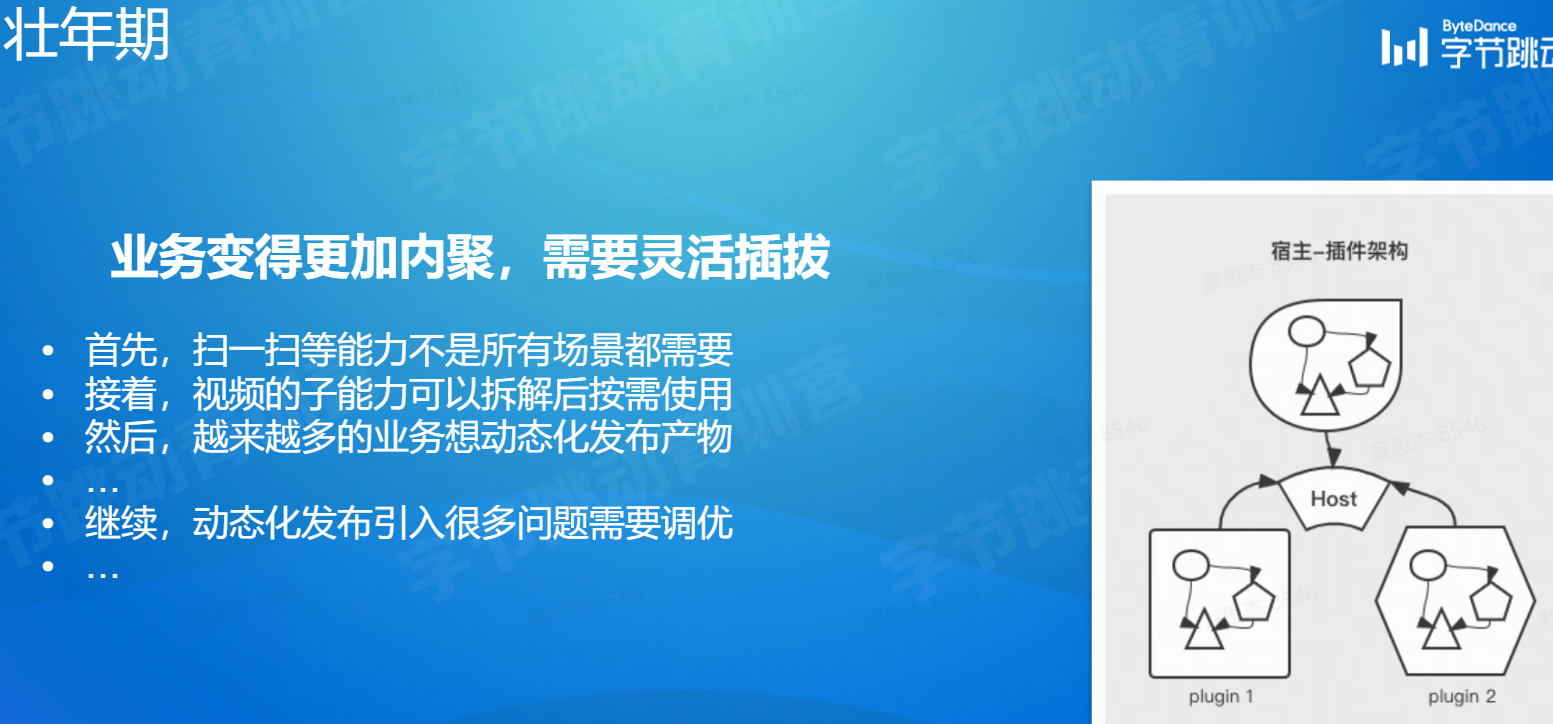 壮年期
ByteDance
字节跳动
业务变得更加内聚，需要灵活插拔
• 首先，扫一扫等能力不是所有场景都需要
• 接着，视频的子能力可以拆解后按需使用
• 然后，越来越多的业务想动态化发布产物
• ...
• 继续，动态化发布引入很多问题需要调优
• ...
宿主-插件架构
Host
plugin 1
plugin 2
字节跳动青训营
蔡思杰 8546